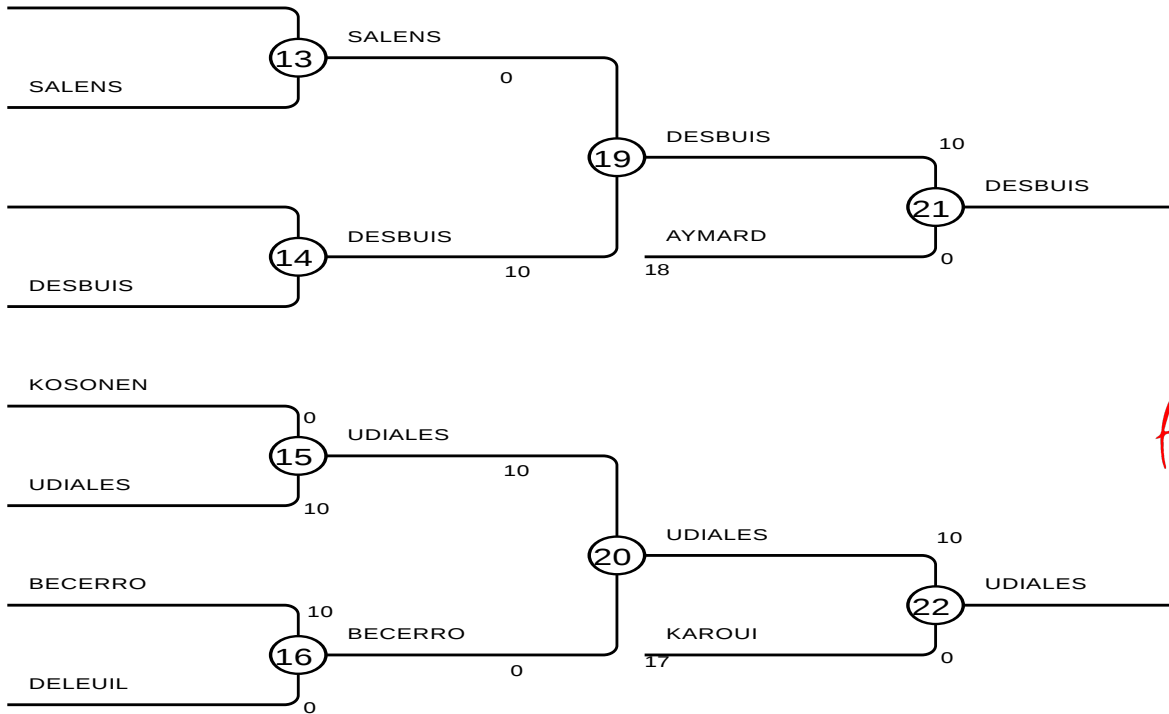 SALENS
13
0
SALENS
DESBUIS
10
19
DESBUIS
21
DESBUIS
14
10
AYMARD
18
0
DESBUIS
KOSONEN
0
UDIALES
15
10
UDIALES
10
UDIALES
10
20
BECERRO
10
22
UDIALES
BECERRO
16
0
KAROUI
17
0
DELEUIL
0